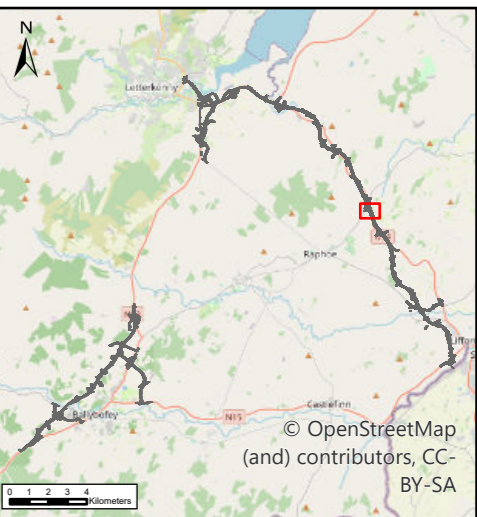 N
Letterkenny
Raphoe
Ballybofey
N15
Castlefinn
© OpenStreetMap
(and) contributors, CC-
BY-SA
0 1 2 3 4
Kilometers